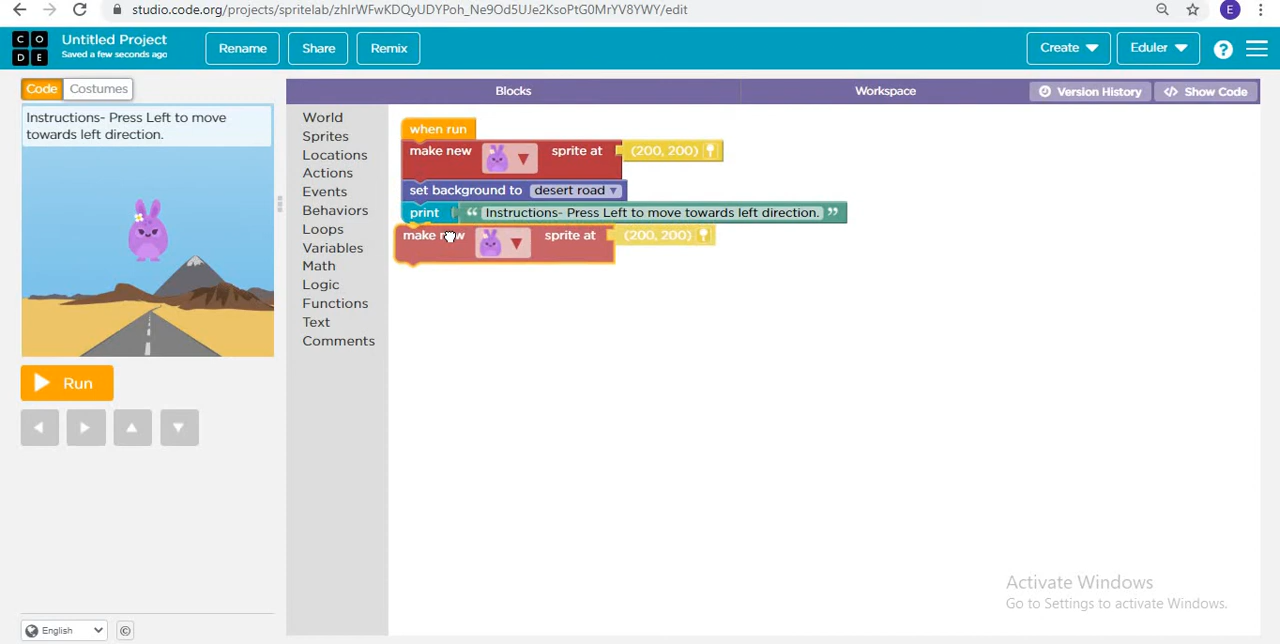 studio.code.org/projects/spritelab/zhIrWFwKDQyUDYPoh_Ne9Od5UJe2KsoPtG0MrYV8YWY/edit
E
CODE
Untitled Project
Saved a few seconds ago
Rename
Share
Remix
Create
Eduler
?
Code
Costumes
Instructions- Press Left to move
towards left direction.
Run
English
©
Blocks
Workspace
Version History
</> Show Code
World
Sprites
Locations
Actions
Events
Behaviors
Loops
Variables
Math
Logic
Functions
Text
Comments
when run
make new sprite at (200, 200)
set background to desert road
print “ Instructions- Press Left to move towards left direction. ”
make new sprite at (200, 200)
Activate Windows
Go to Settings to activate Windows.